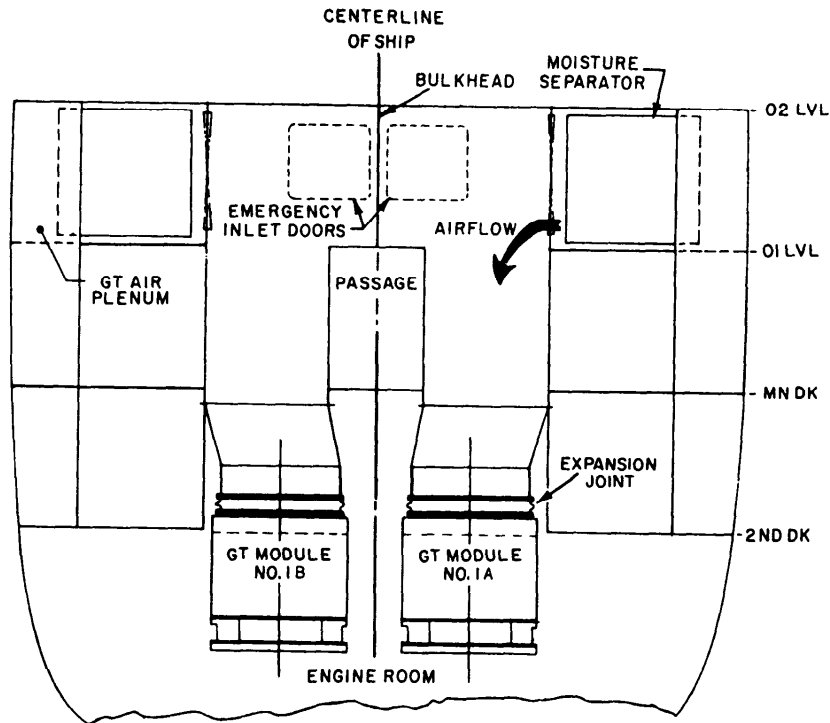 CENTERLINE
OF SHIP
BULKHEAD
MOISTURE
SEPARATOR
02 LVL
EMERGENCY
INLET DOORS
AIRFLOW
01 LVL
GT AIR
PLENUM
PASSAGE
MN DK
EXPANSION
JOINT
2ND DK
GT MODULE
NO. 1B
GT MODULE
NO. 1A
ENGINE ROOM